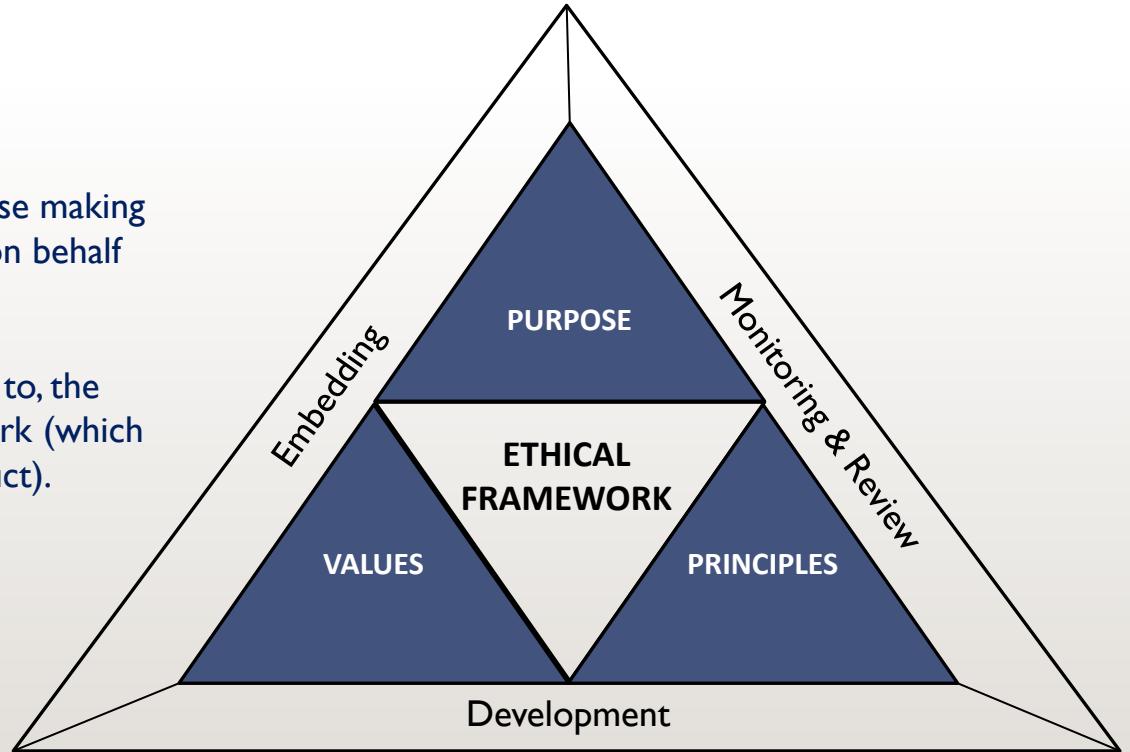 se making
on behalf
to, the
rk (which
ct).
PURPOSE
Embedding
Monitoring & Review
ETHICAL
FRAMEWORK
VALUES
PRINCIPLES
Development